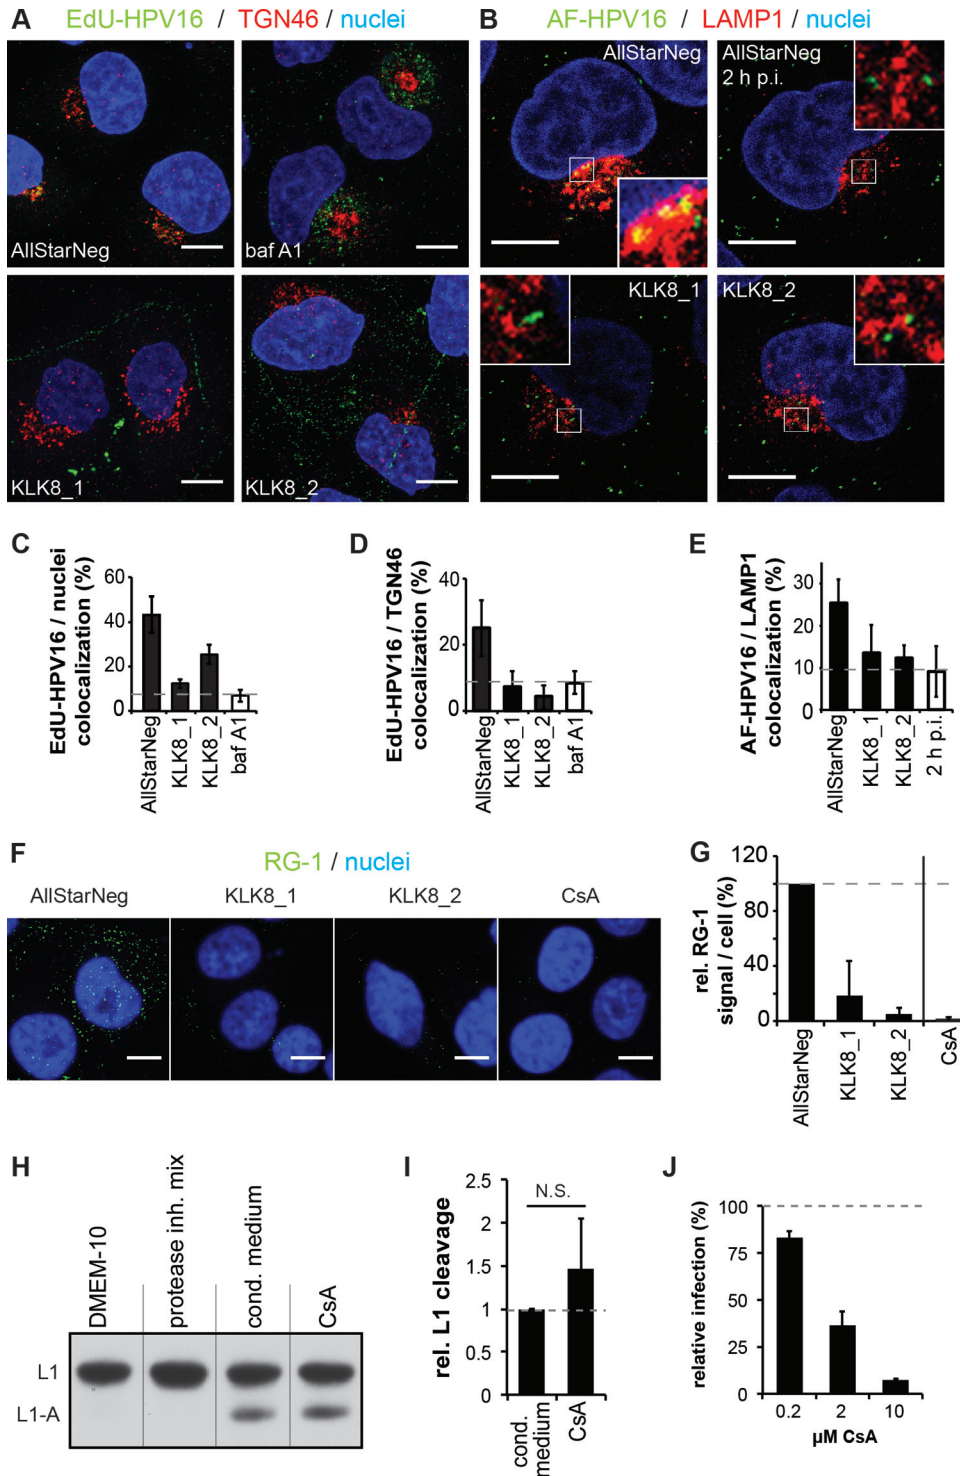 A EdU-HPV16 / TGN46 / nuclei
AllStarNeg
baf A1
KLK8_1
KLK8_2
B AF-HPV16 / LAMP1 / nuclei
AllStarNeg
AllStarNeg
2 h p.i.
KLK8_1
KLK8_2
C
EdU-HPV16 / nuclei
colocalization (%)
60
40
20
0
AllStarNeg
KLK8_1
KLK8_2
baf A1
D
EdU-HPV16 / TGN46
colocalization (%)
40
20
0
AllStarNeg
KLK8_1
KLK8_2
baf A1
E
AF-HPV16 / LAMP1
colocalization (%)
30
20
10
0
AllStarNeg
KLK8_1
KLK8_2
2 h p.i.
F
RG-1 / nuclei
AllStarNeg
KLK8_1
KLK8_2
CsA
G
rel. RG-1
signal / cell (%)
120
80
40
0
AllStarNeg
KLK8_1
KLK8_2
CsA
H
DMEM-10
protease inh. mix
cond. medium
CsA
L1
L1-A
I
rel. L1 cleavage
2.5
2
1.5
1
0.5
0
N.S.
cond.
medium
CsA
J
relative infection (%)
100
75
50
25
0
0.2
2
10
µM CsA